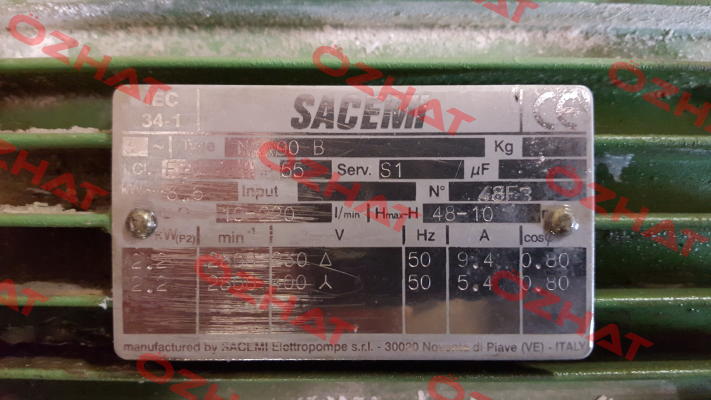 IEC
34-1
SACEMI
CE
~ Type 90-B Kg
CL. 55 Serv. S1 µF
Input N° 48F3
l/min Hmax-H 48-10
kW(P2) min-1 V Hz A cosφ
2.2 230 Δ 50 9.4 0.80
2.2 400 ⅄ 50 5.4 0.80
manufactured by SACEMI Elettropompe s.r.l. - 30020 Noventa di Piave (VE) - ITALY
OZHAT
OZHAT
OZHAT
OZHAT
OZHAT
OZHAT
OZHAT
OZHAT
OZHAT